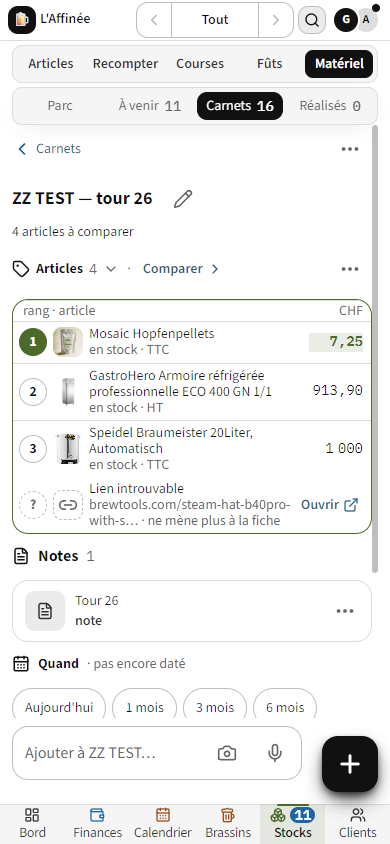 L'Affinée
Tout
G
A
Articles Recompter Courses Fûts Matériel
Parc À venir 11 Carnets 16 Réalisés 0
Carnets
ZZ TEST — tour 26
4 articles à comparer
Articles 4 · Comparer
rang · article CHF
1 Mosaic Hopfenpellets 7,25
en stock · TTC
GastroHero Armoire réfrigérée
2 professionnelle ECO 400 GN 1/1 913,90
en stock · HT
Speidel Braumeister 20Liter,
3 Automatisch 1 000
en stock · TTC
Lien introuvable
? brewtools.com/steam-hat-b40pro- Ouvrir
with-s… · ne mène plus à la fiche
Notes 1
Tour 26
note
Quand · pas encore daté
Aujourd'hui 1 mois 3 mois 6 mois
Ajouter à ZZ TEST…
11
Bord Finances Calendrier Brassins Stocks Clients